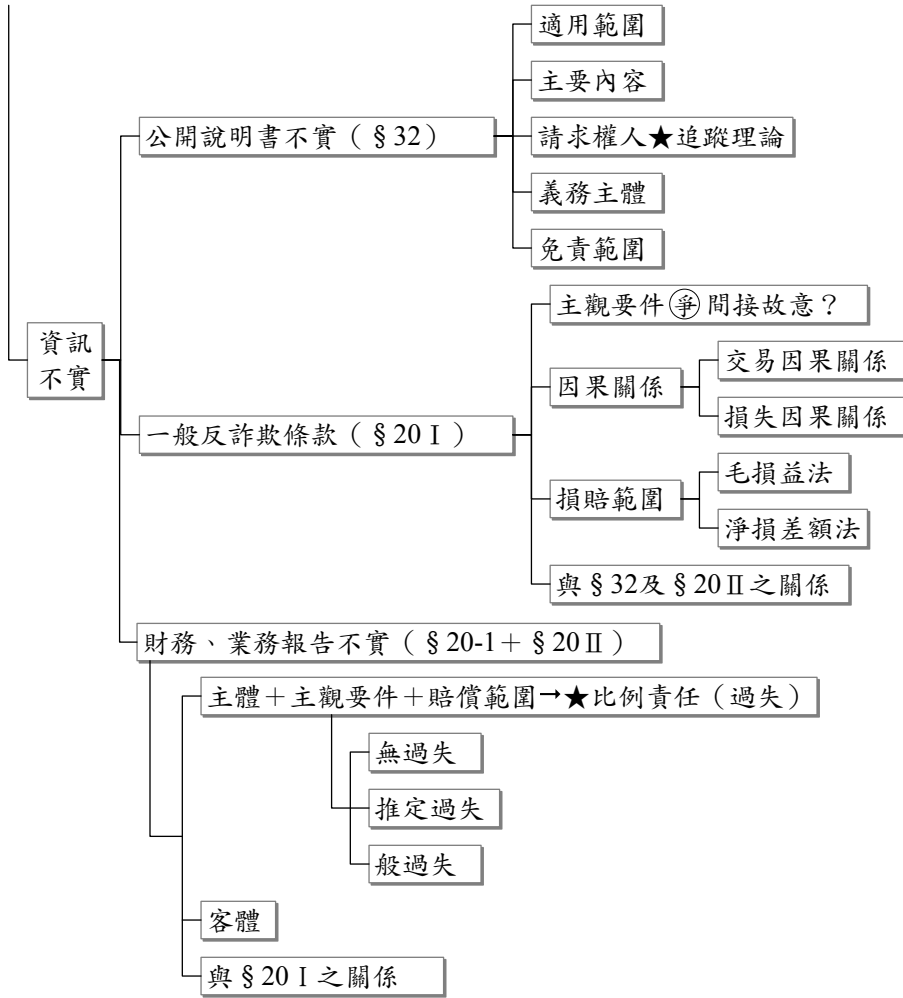 適用範圍
主要內容
公開說明書不實（§32）
請求權人★追蹤理論
義務主體
免責範圍
資訊
不實
一般反詐欺條款（§20Ⅰ）
主觀要件爭間接故意？
因果關係
交易因果關係
損失因果關係
損賠範圍
毛損益法
淨損差額法
與§32及§20Ⅱ之關係
財務、業務報告不實（§20-1＋§20Ⅱ）
主體＋主觀要件＋賠償範圍→★比例責任（過失）
無過失
推定過失
般過失
客體
與§20Ⅰ之關係